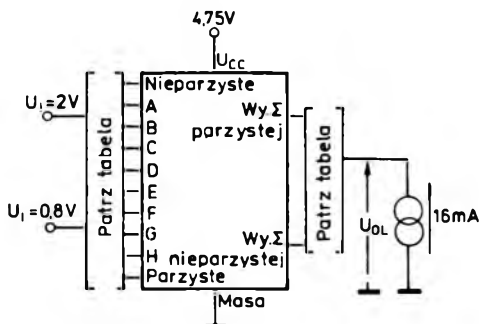 4,75V
U_CC
Nieparzyste
U_I=2V
A
Wy.Σ
parzystej
B
C
D
E
F
U_I=0,8V
G
Wy.Σ
H nieparzystej
Parzyste
Masa
Patrz tabela
Patrz tabela
U_OL
16mA